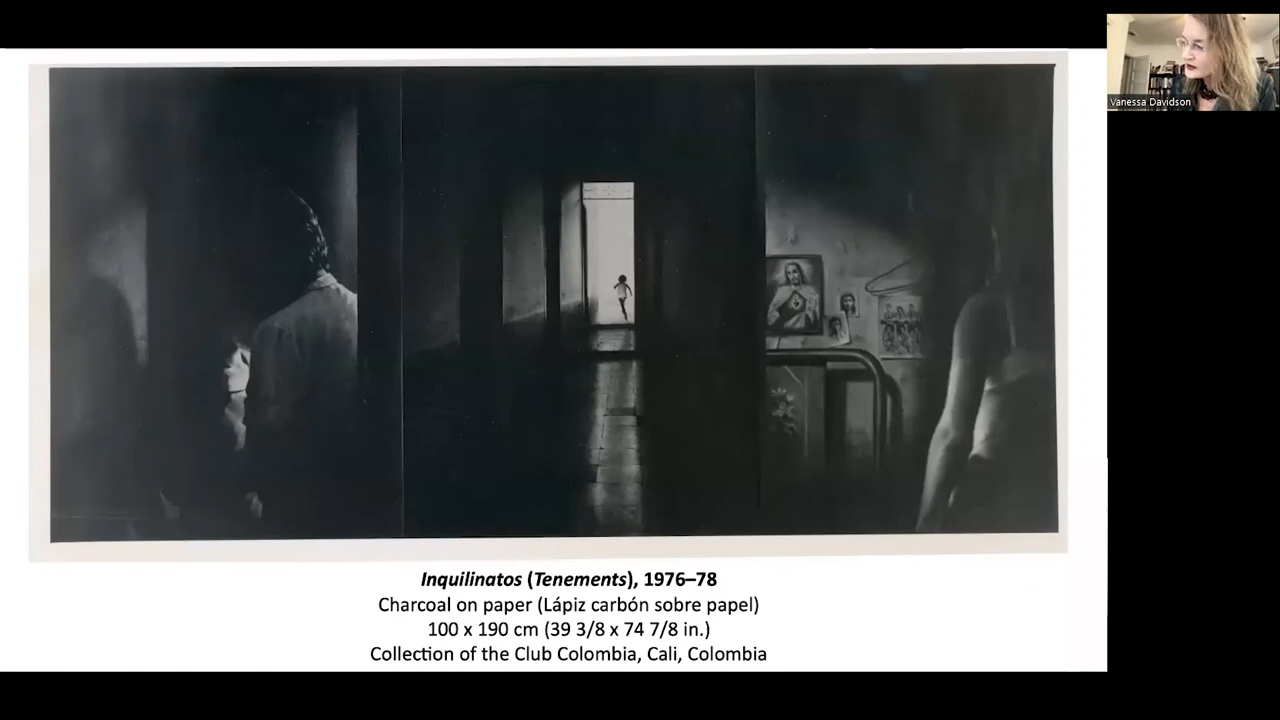 Vanessa Davidson
Inquilinatos (Tenements), 1976–78
Charcoal on paper (Lápiz carbón sobre papel)
100 x 190 cm (39 3/8 x 74 7/8 in.)
Collection of the Club Colombia, Cali, Colombia